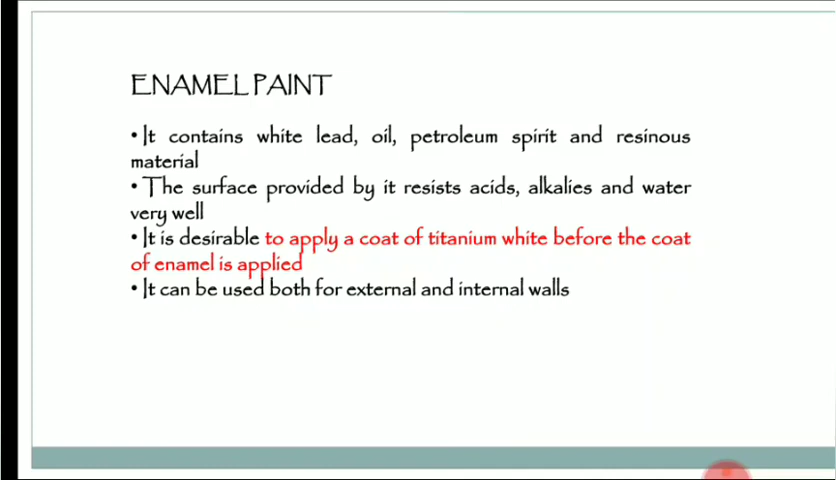 ENAMEL PAINT
• It contains white lead, oil, petroleum spirit and resinous
material
• The surface provided by it resists acids, alkalies and water
very well
• It is desirable to apply a coat of titanium white before the coat
of enamel is applied
• It can be used both for external and internal walls